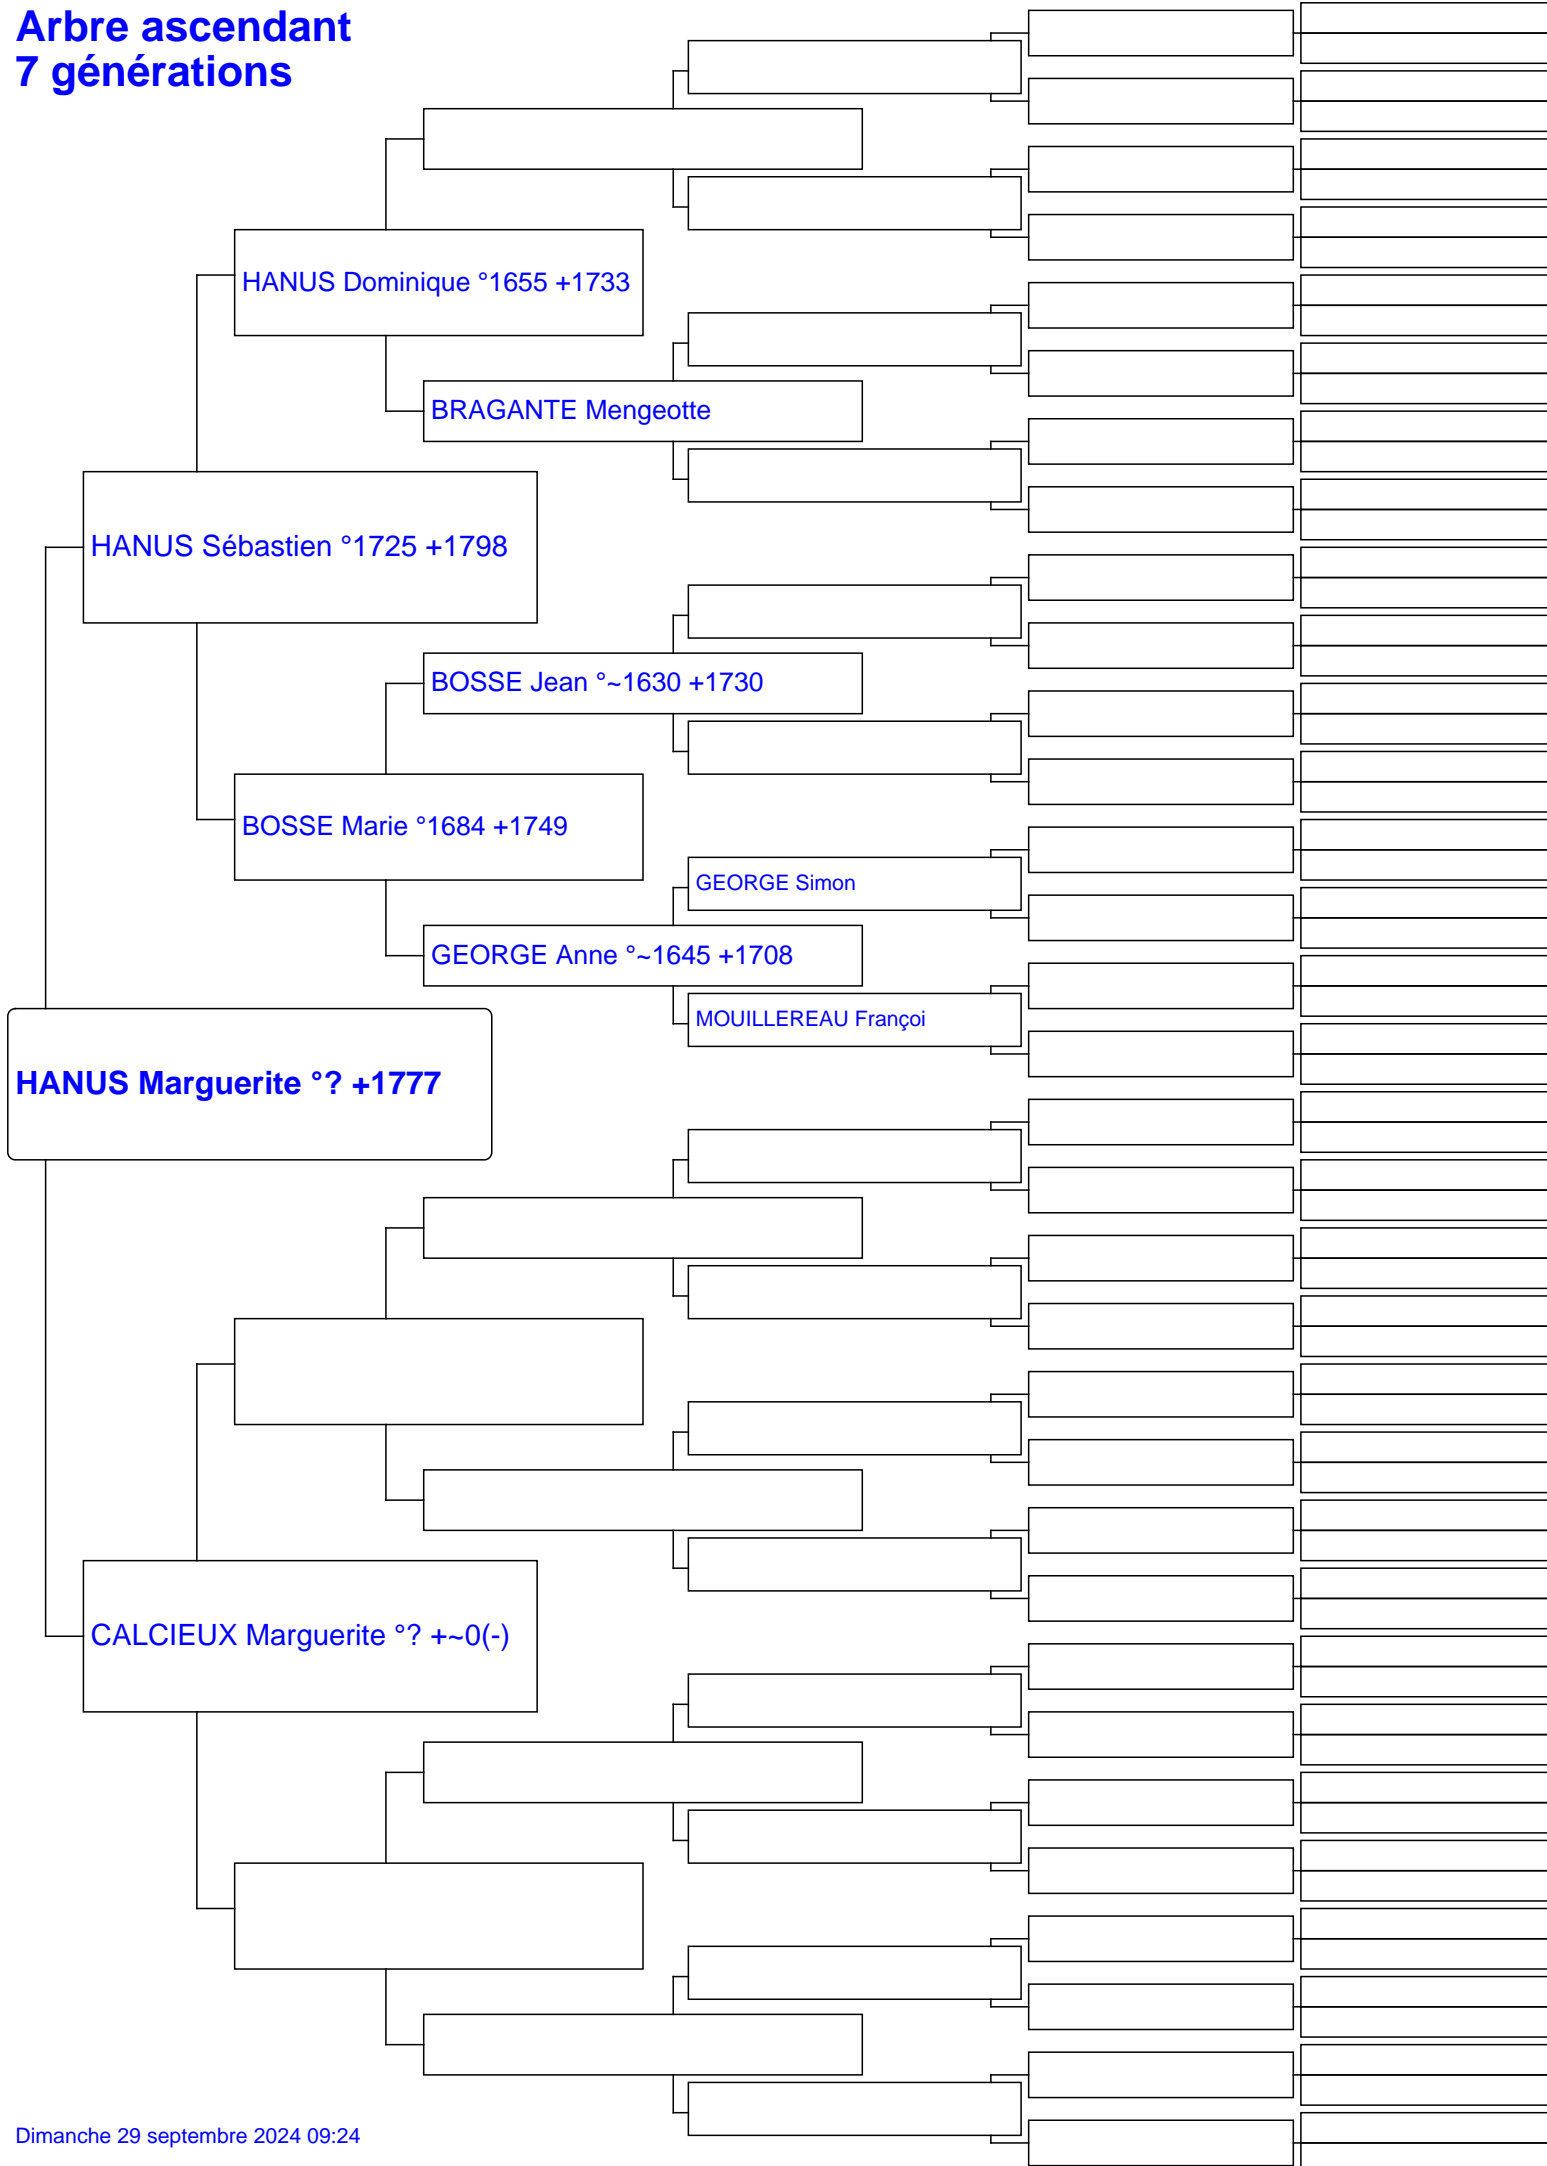 Arbre ascendant
7 générations
HANUS Dominique °1655 +1733
BRAGANTE Mengeotte
HANUS Sébastien °1725 +1798
BOSSE Jean °~1630 +1730
BOSSE Marie °1684 +1749
GEORGE Simon
GEORGE Anne °~1645 +1708
MOUILLEREAU Françoi
HANUS Marguerite °? +1777
CALCIEUX Marguerite °? +~0(-)
Dimanche 29 septembre 2024 09:24